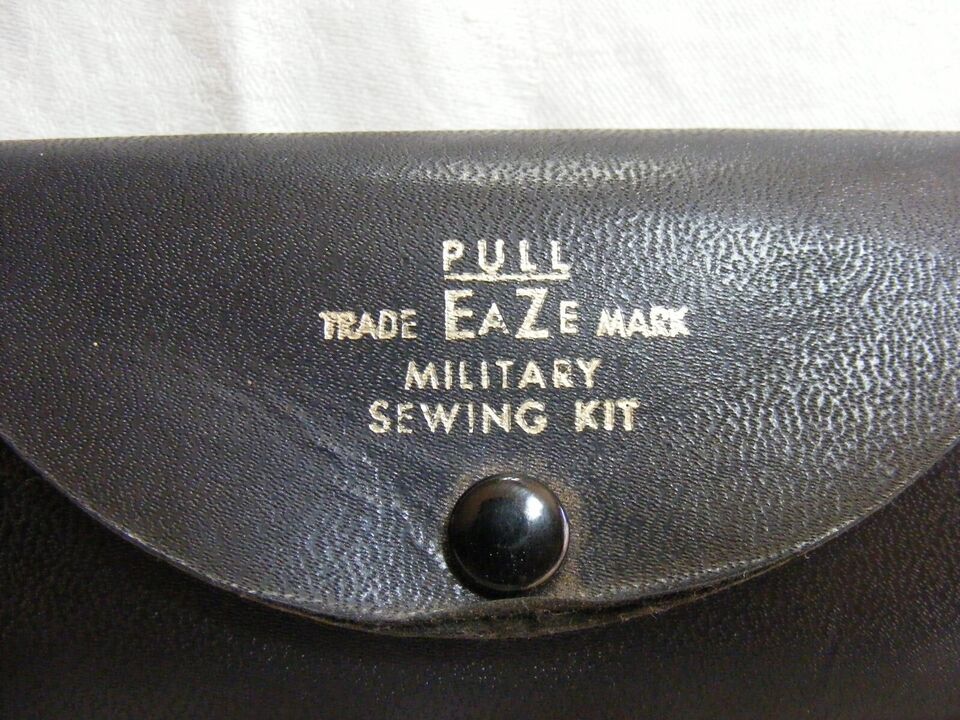 PULL
TRADE EAZE MARK
MILITARY
SEWING KIT